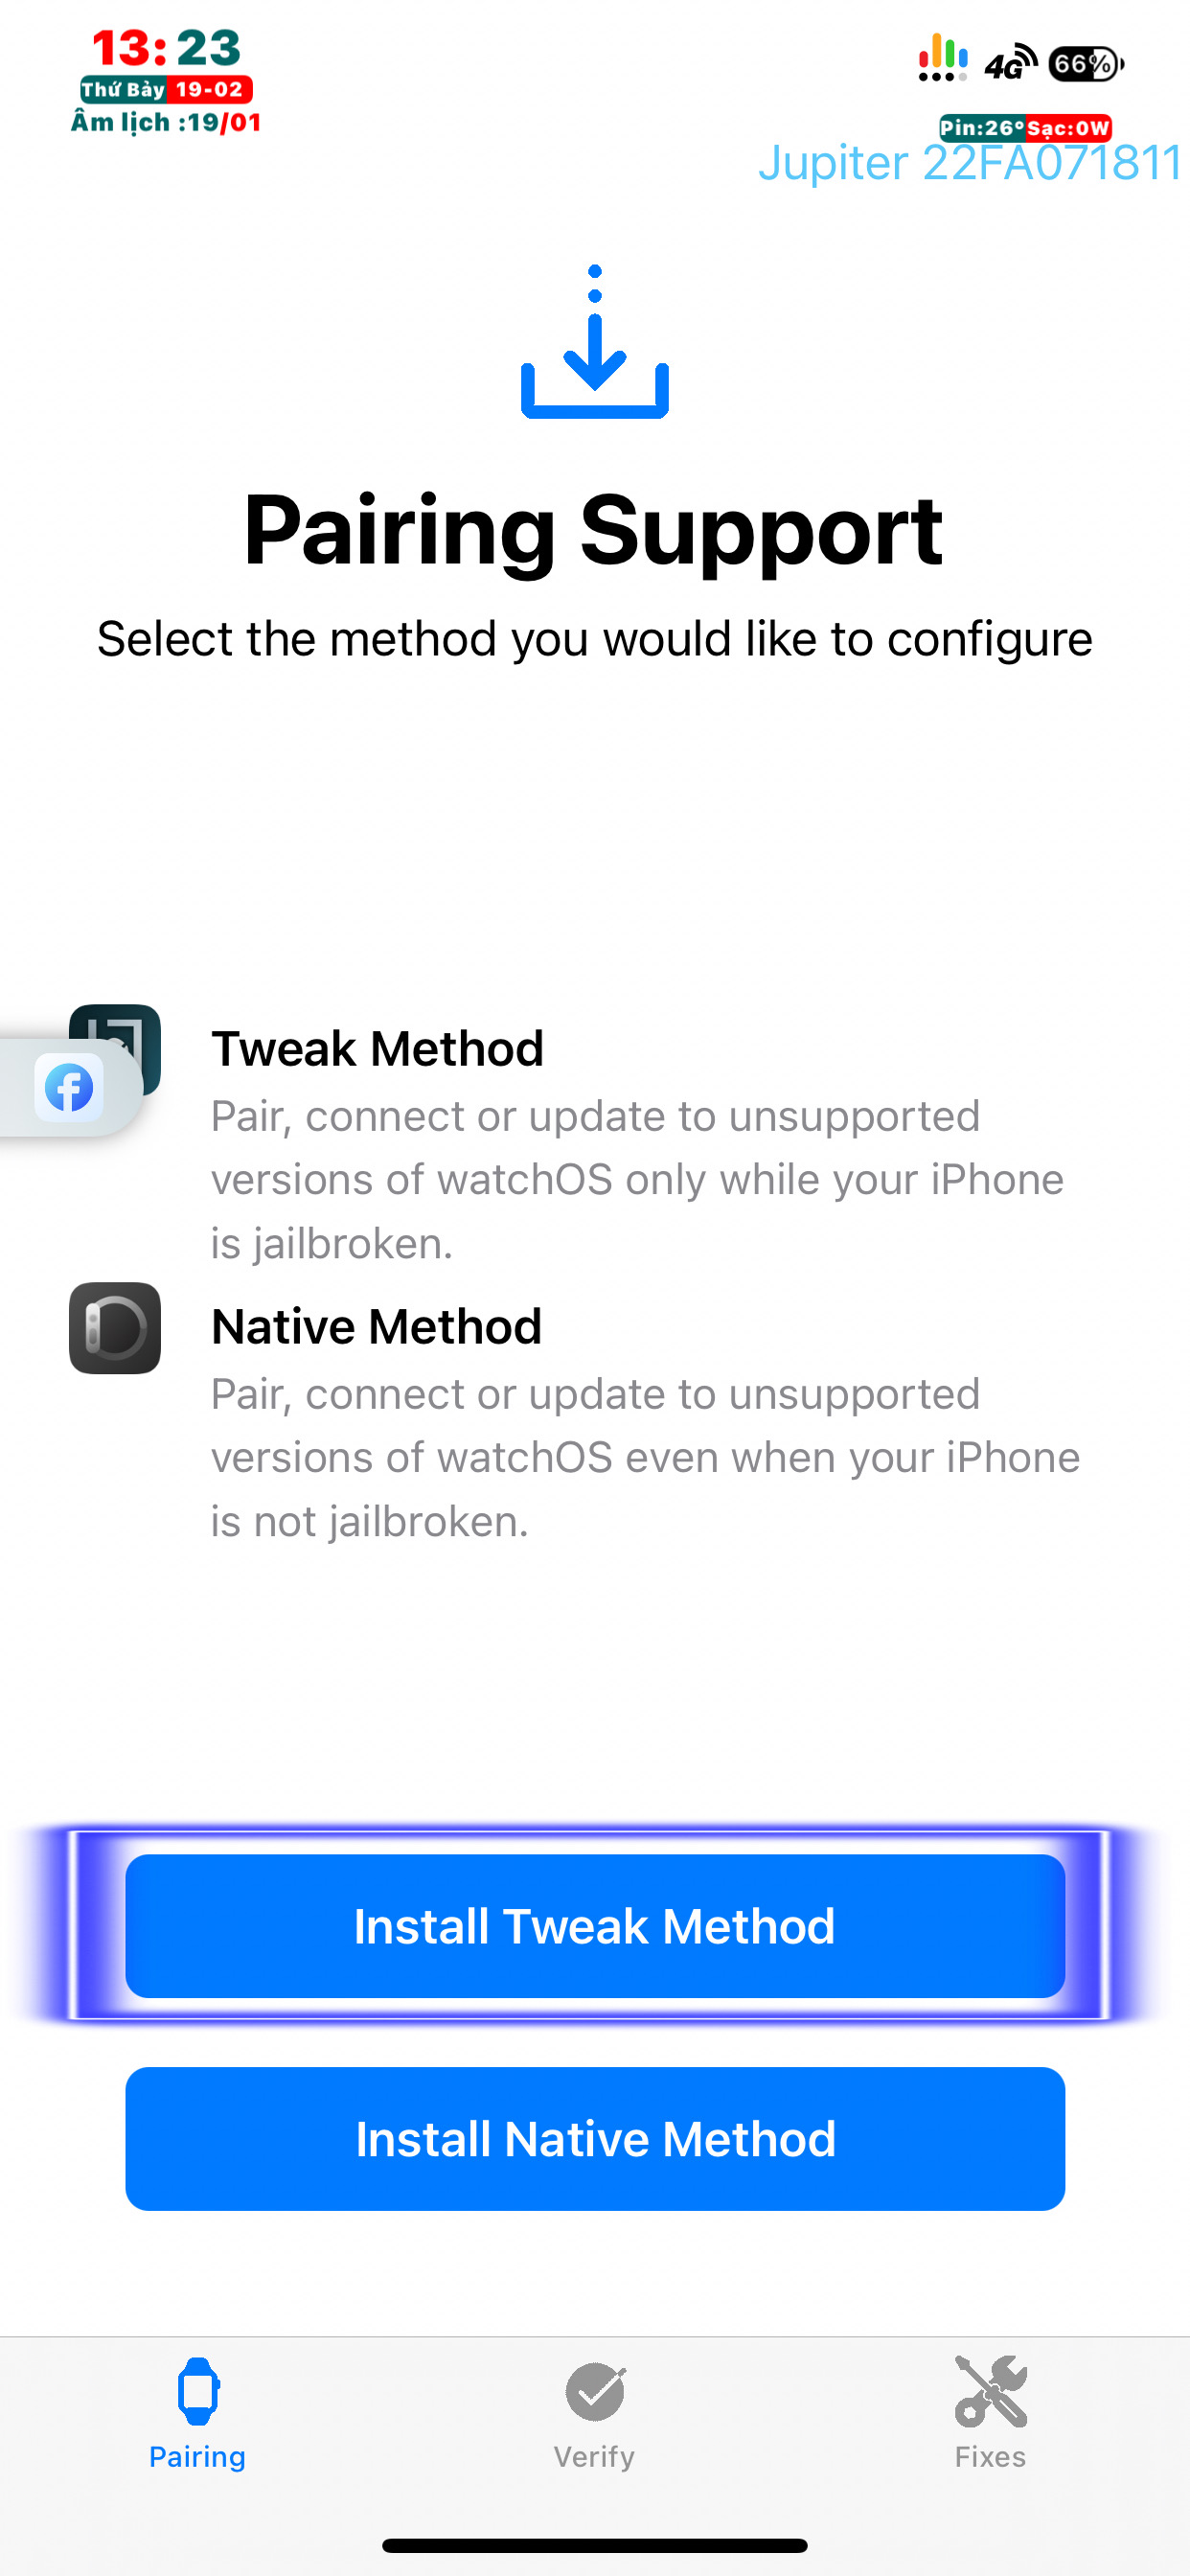 13:23
Thứ Bảy 19-02
Âm lịch :19/01
4G
66%
Pin:26° Sạc:0W
Jupiter 22FA071811
Pairing Support
Select the method you would like to configure
Tweak Method
Pair, connect or update to unsupported
versions of watchOS only while your iPhone
is jailbroken.
Native Method
Pair, connect or update to unsupported
versions of watchOS even when your iPhone
is not jailbroken.
Install Tweak Method
Install Native Method
Pairing
Verify
Fixes